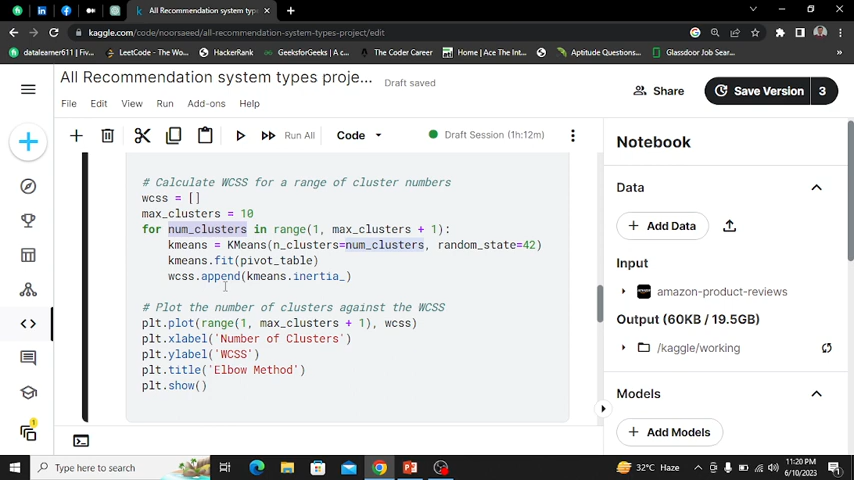 All Recommendation system type
kaggle.com/code/noorsaeed/all-recommendation-system-types-project/edit
datalearner611 | Fiv...
LeetCode - The Wo...
HackerRank
GeeksforGeeks | A c...
The Coder Career
Home | Ace The Int...
Aptitude Questions...
Glassdoor Job Sear...
All Recommendation system types proje...
Draft saved
Share
Save Version
3
File Edit View Run Add-ons Help
Run All
Code
Draft Session (1h:12m)
Notebook
# Calculate WCSS for a range of cluster numbers
wcss = []
max_clusters = 10
for num_clusters in range(1, max_clusters + 1):
kmeans = KMeans(n_clusters=num_clusters, random_state=42)
kmeans.fit(pivot_table)
wcss.append(kmeans.inertia_)
# Plot the number of clusters against the WCSS
plt.plot(range(1, max_clusters + 1), wcss)
plt.xlabel('Number of Clusters')
plt.ylabel('WCSS')
plt.title('Elbow Method')
plt.show()
Data
+ Add Data
Input
amazon-product-reviews
Output (60KB / 19.5GB)
/kaggle/working
Models
+ Add Models
1
Type here to search
32°C Haze
11:20 PM
6/10/2023